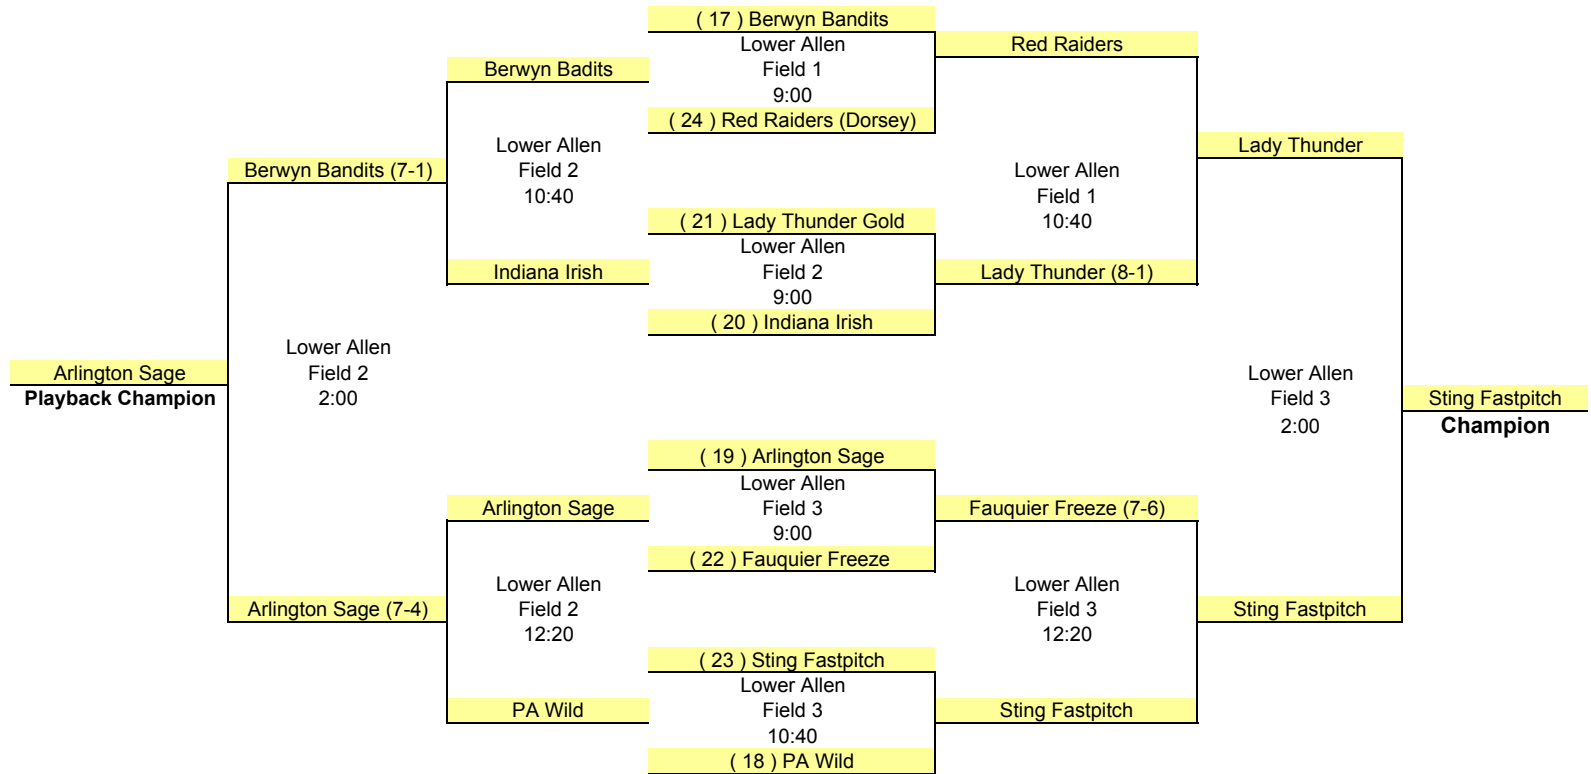 ( 17 ) Berwyn Bandits
Lower Allen
Field 1
9:00
( 24 ) Red Raiders (Dorsey)
Red Raiders
Berwyn Badits
Lower Allen
Field 2
10:40
Berwyn Bandits (7-1)
Indiana Irish
( 21 ) Lady Thunder Gold
Lower Allen
Field 2
9:00
( 20 ) Indiana Irish
Lower Allen
Field 1
10:40
Lady Thunder (8-1)
Lady Thunder
Lower Allen
Field 2
2:00
Arlington Sage
Playback Champion
Lower Allen
Field 3
2:00
Sting Fastpitch
Champion
( 19 ) Arlington Sage
Lower Allen
Field 3
9:00
( 22 ) Fauquier Freeze
Arlington Sage
Lower Allen
Field 2
12:20
Arlington Sage (7-4)
PA Wild
Fauquier Freeze (7-6)
Lower Allen
Field 3
12:20
Sting Fastpitch
( 23 ) Sting Fastpitch
Lower Allen
Field 3
10:40
( 18 ) PA Wild
Sting Fastpitch